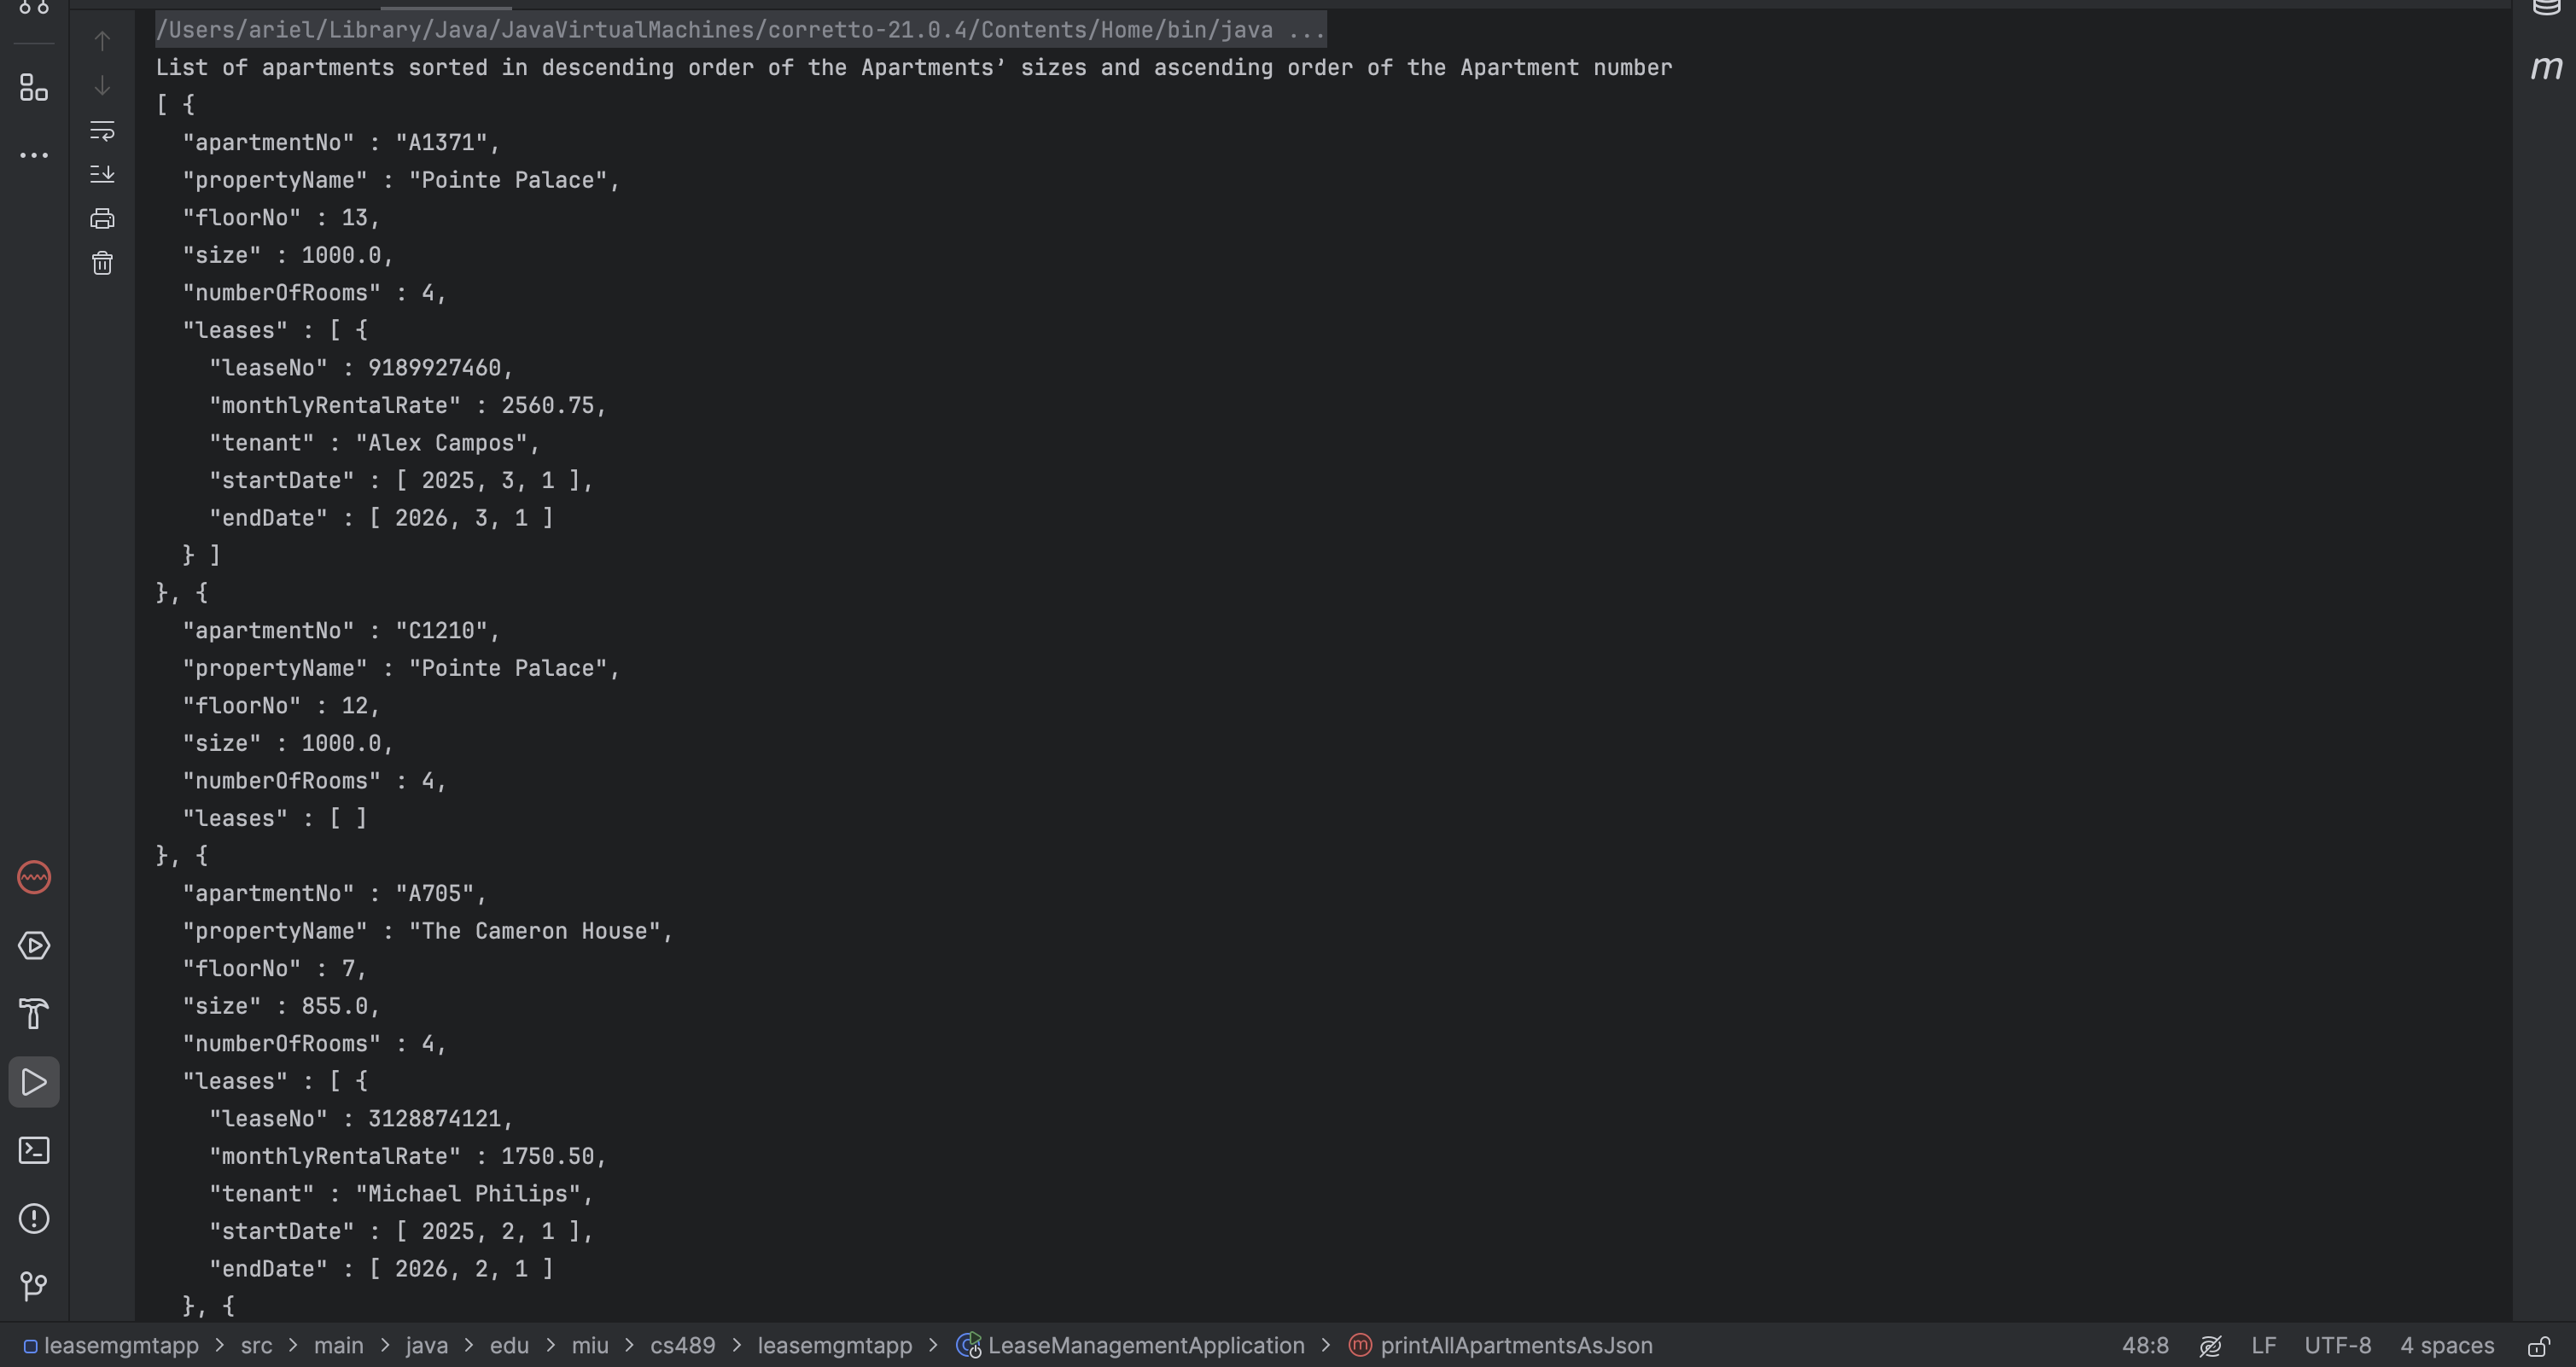 /Users/ariel/Library/Java/JavaVirtualMachines/corretto-21.0.4/Contents/Home/bin/java ...
List of apartments sorted in descending order of the Apartments’ sizes and ascending order of the Apartment number
[ {
  "apartmentNo" : "A1371",
  "propertyName" : "Pointe Palace",
  "floorNo" : 13,
  "size" : 1000.0,
  "numberOfRooms" : 4,
  "leases" : [ {
    "leaseNo" : 9189927460,
    "monthlyRentalRate" : 2560.75,
    "tenant" : "Alex Campos",
    "startDate" : [ 2025, 3, 1 ],
    "endDate" : [ 2026, 3, 1 ]
  } ]
}, {
  "apartmentNo" : "C1210",
  "propertyName" : "Pointe Palace",
  "floorNo" : 12,
  "size" : 1000.0,
  "numberOfRooms" : 4,
  "leases" : [ ]
}, {
  "apartmentNo" : "A705",
  "propertyName" : "The Cameron House",
  "floorNo" : 7,
  "size" : 855.0,
  "numberOfRooms" : 4,
  "leases" : [ {
    "leaseNo" : 3128874121,
    "monthlyRentalRate" : 1750.50,
    "tenant" : "Michael Philips",
    "startDate" : [ 2025, 2, 1 ],
    "endDate" : [ 2026, 2, 1 ]
  }, {
m
leasemgmtapp > src > main > java > edu > miu > cs489 > leasemgmtapp > LeaseManagementApplication > m printAllApartmentsAsJson 48:8 LF UTF-8 4 spaces